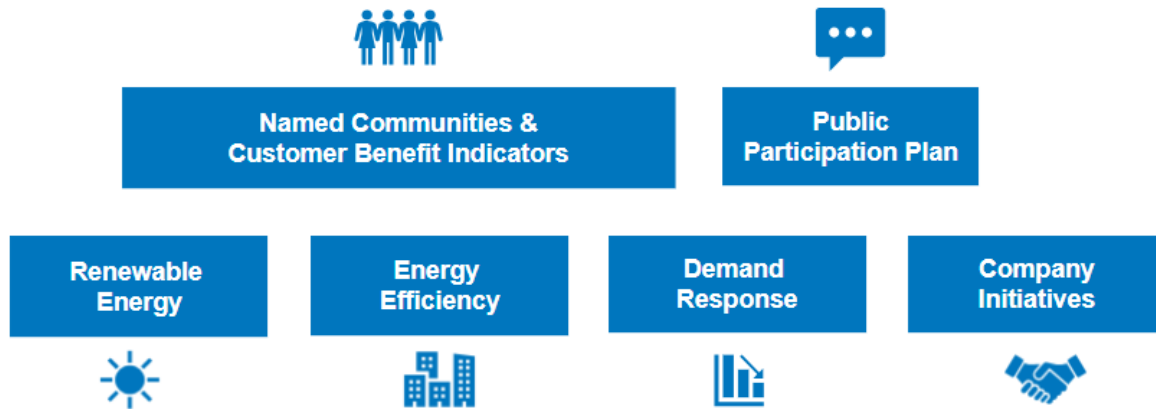 Named Communities &
Customer Benefit Indicators
Public
Participation Plan
Renewable
Energy
Energy
Efficiency
Demand
Response
Company
Initiatives